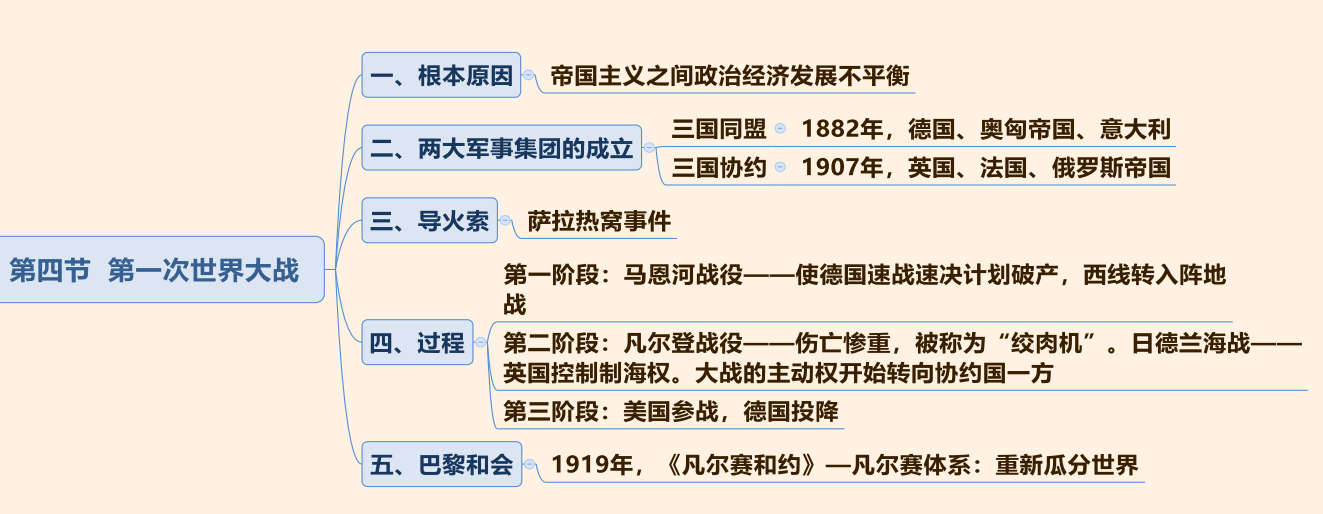 第四节 第一次世界大战
一、根本原因
帝国主义之间政治经济发展不平衡
二、两大军事集团的成立
三国同盟
1882年，德国、奥匈帝国、意大利
三国协约
1907年，英国、法国、俄罗斯帝国
三、导火索
萨拉热窝事件
四、过程
第一阶段：马恩河战役——使德国速战速决计划破产，西线转入阵地
战
第二阶段：凡尔登战役——伤亡惨重，被称为“绞肉机”。日德兰海战——
英国控制制海权。大战的主动权开始转向协约国一方
第三阶段：美国参战，德国投降
五、巴黎和会
1919年，《凡尔赛和约》—凡尔赛体系：重新瓜分世界